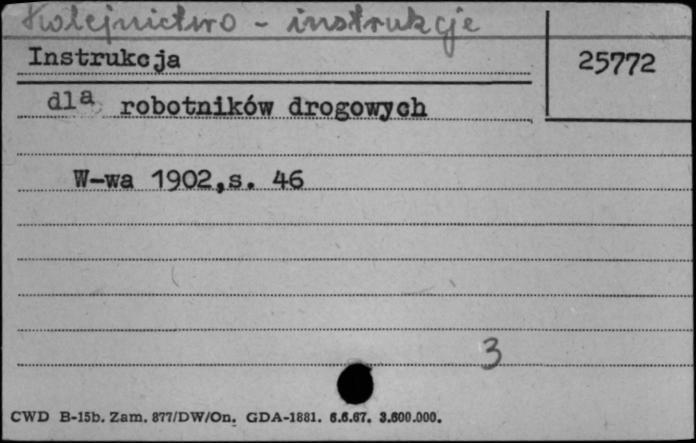 Kolejnictwo - instrukcje
Instrukcja
25772
dla robotników drogowych
W-wa 1902,s. 46
3
CWD B-15b. Zam. 877/DW/On. GDA-1881. 6.6.67. 3.600.000.